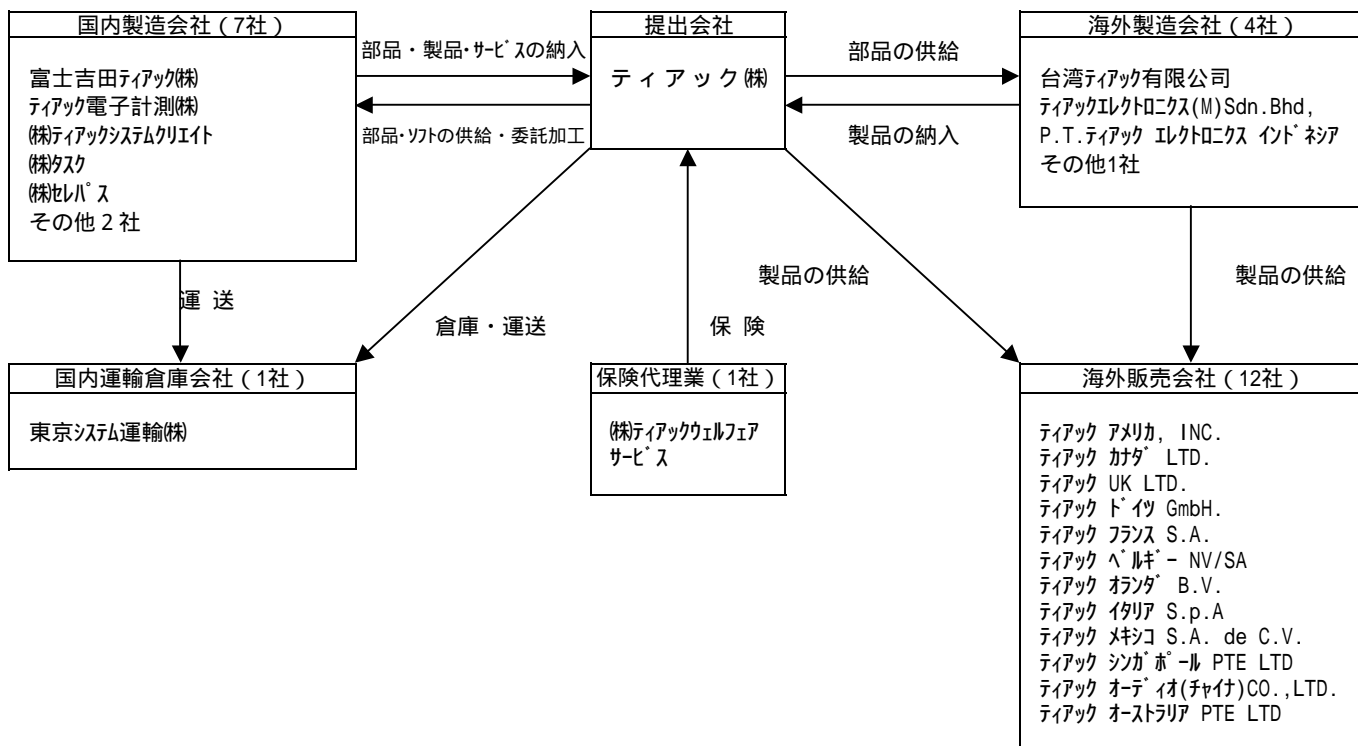 国内製造会社(7社)
富士吉田ティアック㈱
ティアック電子計測㈱
㈱ティアックシステムクリエイト
㈱タスク
㈱セレパス
その他2社
部品・製品・サービスの納入
部品・ソフトの供給・委託加工
提出会社
ティアック㈱
部品の供給
製品の納入
海外製造会社(4社)
台湾ティアック有限公司
ティアックエレクトロニクス(M)Sdn.Bhd,
P.T.ティアック エレクトロニクス インドネシア
その他1社
運 送
倉庫・運送
保 険
製品の供給
製品の供給
国内運輸倉庫会社(1社)
東京システム運輸㈱
保険代理業(1社)
㈱ティアックウェルフェア
サービス
海外販売会社(12社)
ティアック アメリカ, INC.
ティアック カナダ LTD.
ティアック UK LTD.
ティアック ドイツ GmbH.
ティアック フランス S.A.
ティアック ベルギー NV/SA
ティアック オランダ B.V.
ティアック イタリア S.p.A
ティアック メキシコ S.A. de C.V.
ティアック シンガポール PTE LTD
ティアック オーディオ(チャイナ)CO.,LTD.
ティアック オーストラリア PTE LTD